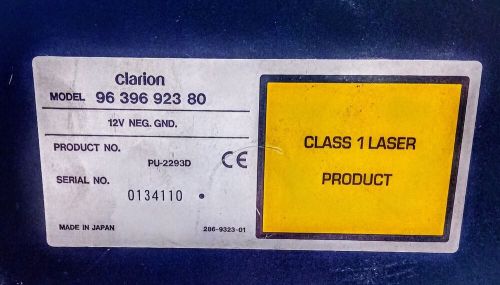 Clarion
MODEL 96 396 923 80
12V NEG. GND.
PRODUCT NO. PU-2293D
CE
SERIAL NO. 0134110
MADE IN JAPAN 286-9323-01
CLASS 1 LASER
PRODUCT